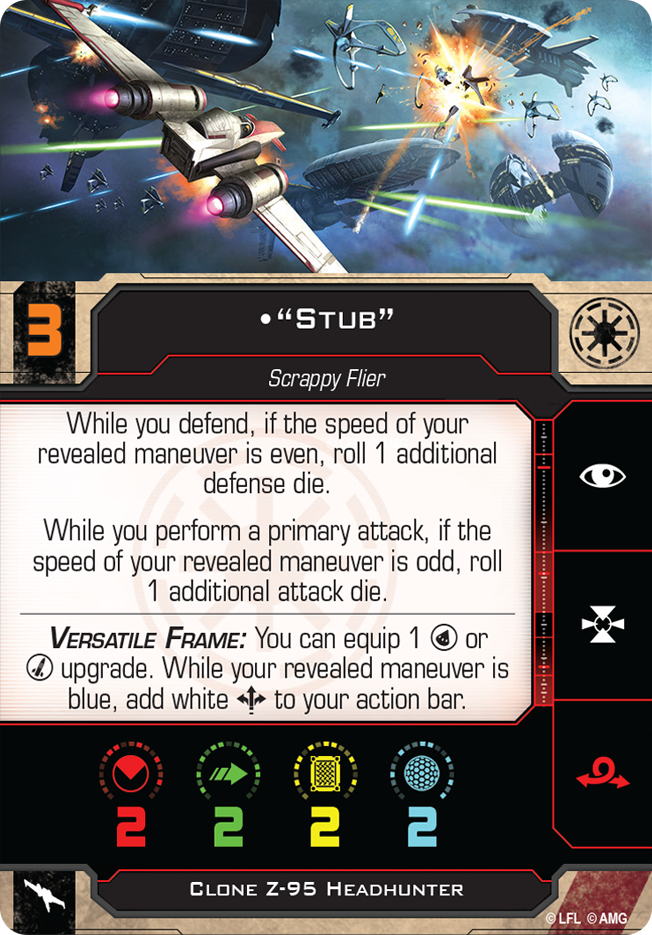 3
•“Stub”
Scrappy Flier
While you defend, if the speed of your
revealed maneuver is even, roll 1 additional
defense die.
While you perform a primary attack, if the
speed of your revealed maneuver is odd, roll
1 additional attack die.
Versatile Frame: You can equip 1 or
upgrade. While your revealed maneuver is
blue, add white to your action bar.
2 2 2 2
Clone Z-95 Headhunter
© LFL © AMG